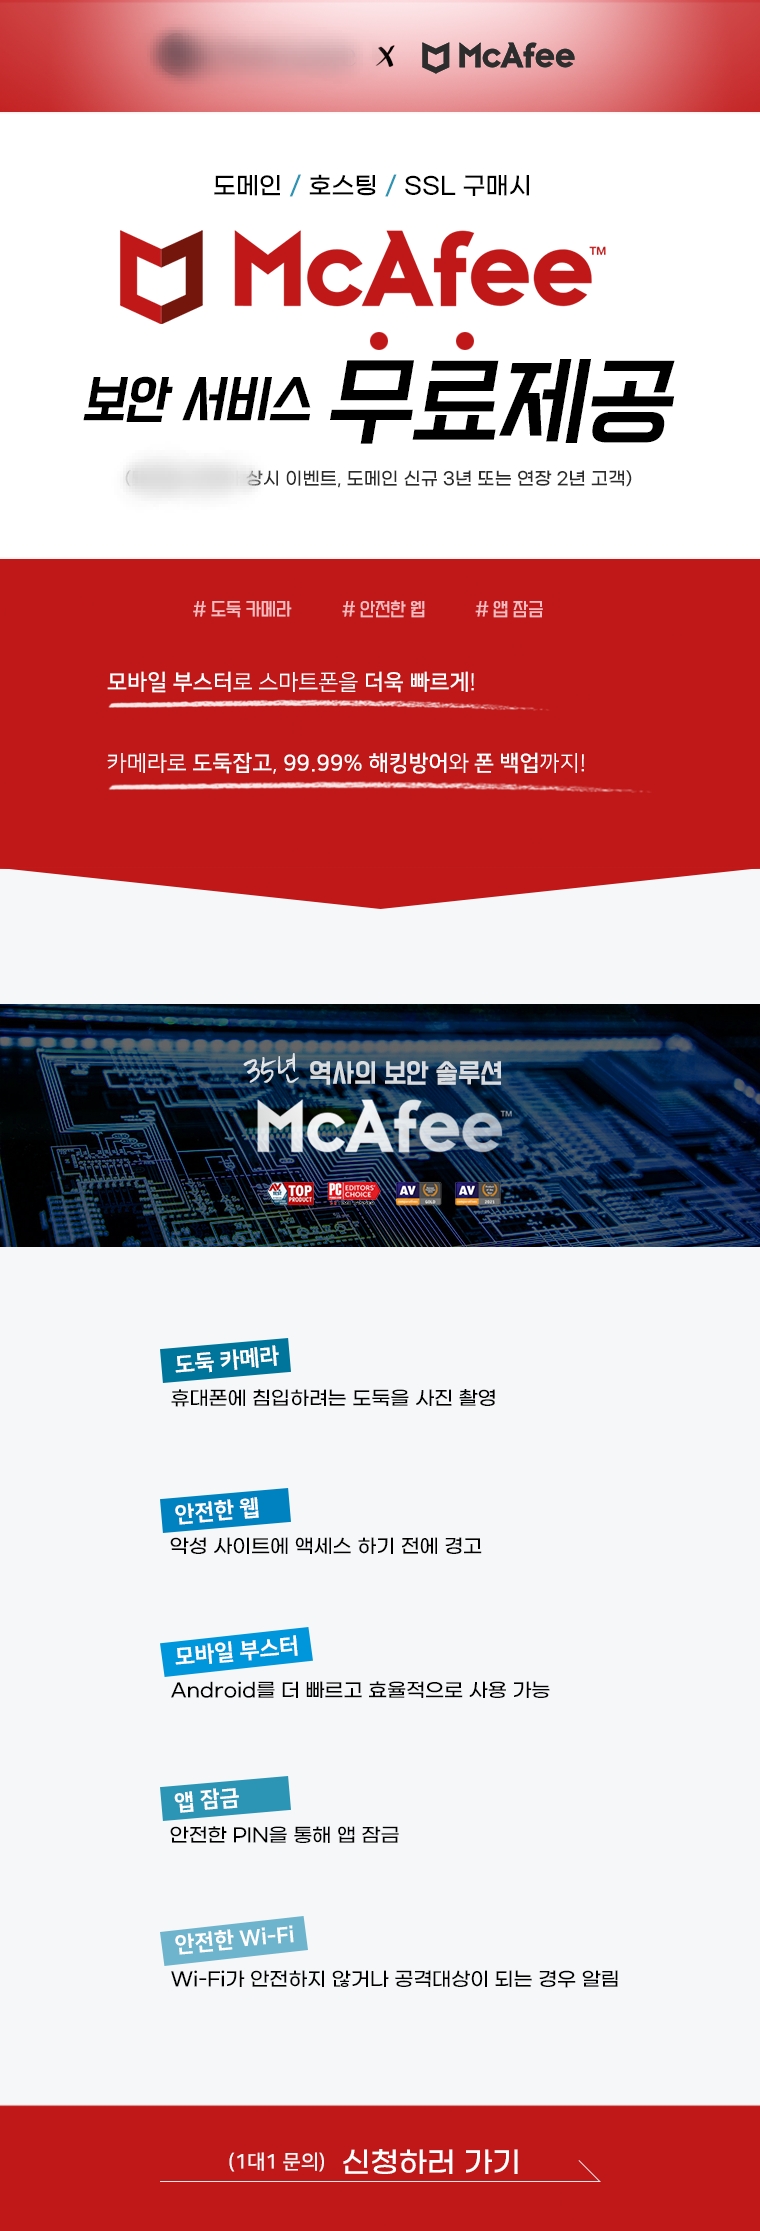 X McAfee
도메인 / 호스팅 / SSL 구매시
McAfee™
보안 서비스 무료제공
상시 이벤트, 도메인 신규 3년 또는 연장 2년 고객)
# 도둑 카메라 # 안전한 웹 # 앱 잠금
모바일 부스터로 스마트폰을 더욱 빠르게!
카메라로 도둑잡고, 99.99% 해킹방어와 폰 백업까지!
35년 역사의 보안 솔루션
McAfee™
TOP PRODUCT PC EDITORS' CHOICE AV GOLD AV
도둑 카메라
휴대폰에 침입하려는 도둑을 사진 촬영
안전한 웹
악성 사이트에 액세스 하기 전에 경고
모바일 부스터
Android를 더 빠르고 효율적으로 사용 가능
앱 잠금
안전한 PIN을 통해 앱 잠금
안전한 Wi-Fi
Wi-Fi가 안전하지 않거나 공격대상이 되는 경우 알림
(1대1 문의) 신청하러 가기